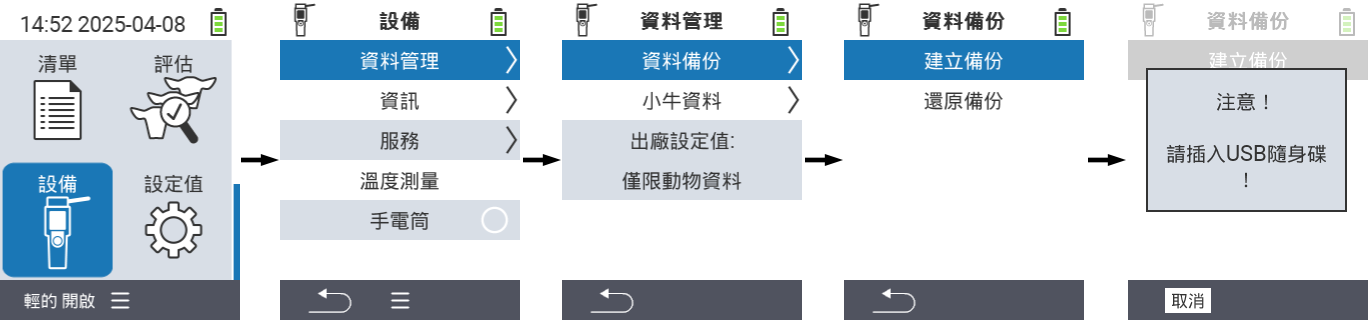 14:52 2025-04-08
清單
評估
設備
設定值
輕的 開啟
設備
資料管理
資訊
服務
溫度測量
手電筒
資料管理
資料備份
小牛資料
出廠設定值:
僅限動物資料
資料備份
建立備份
還原備份
資料備份
建立備份
注意！
請插入USB隨身碟
！
取消